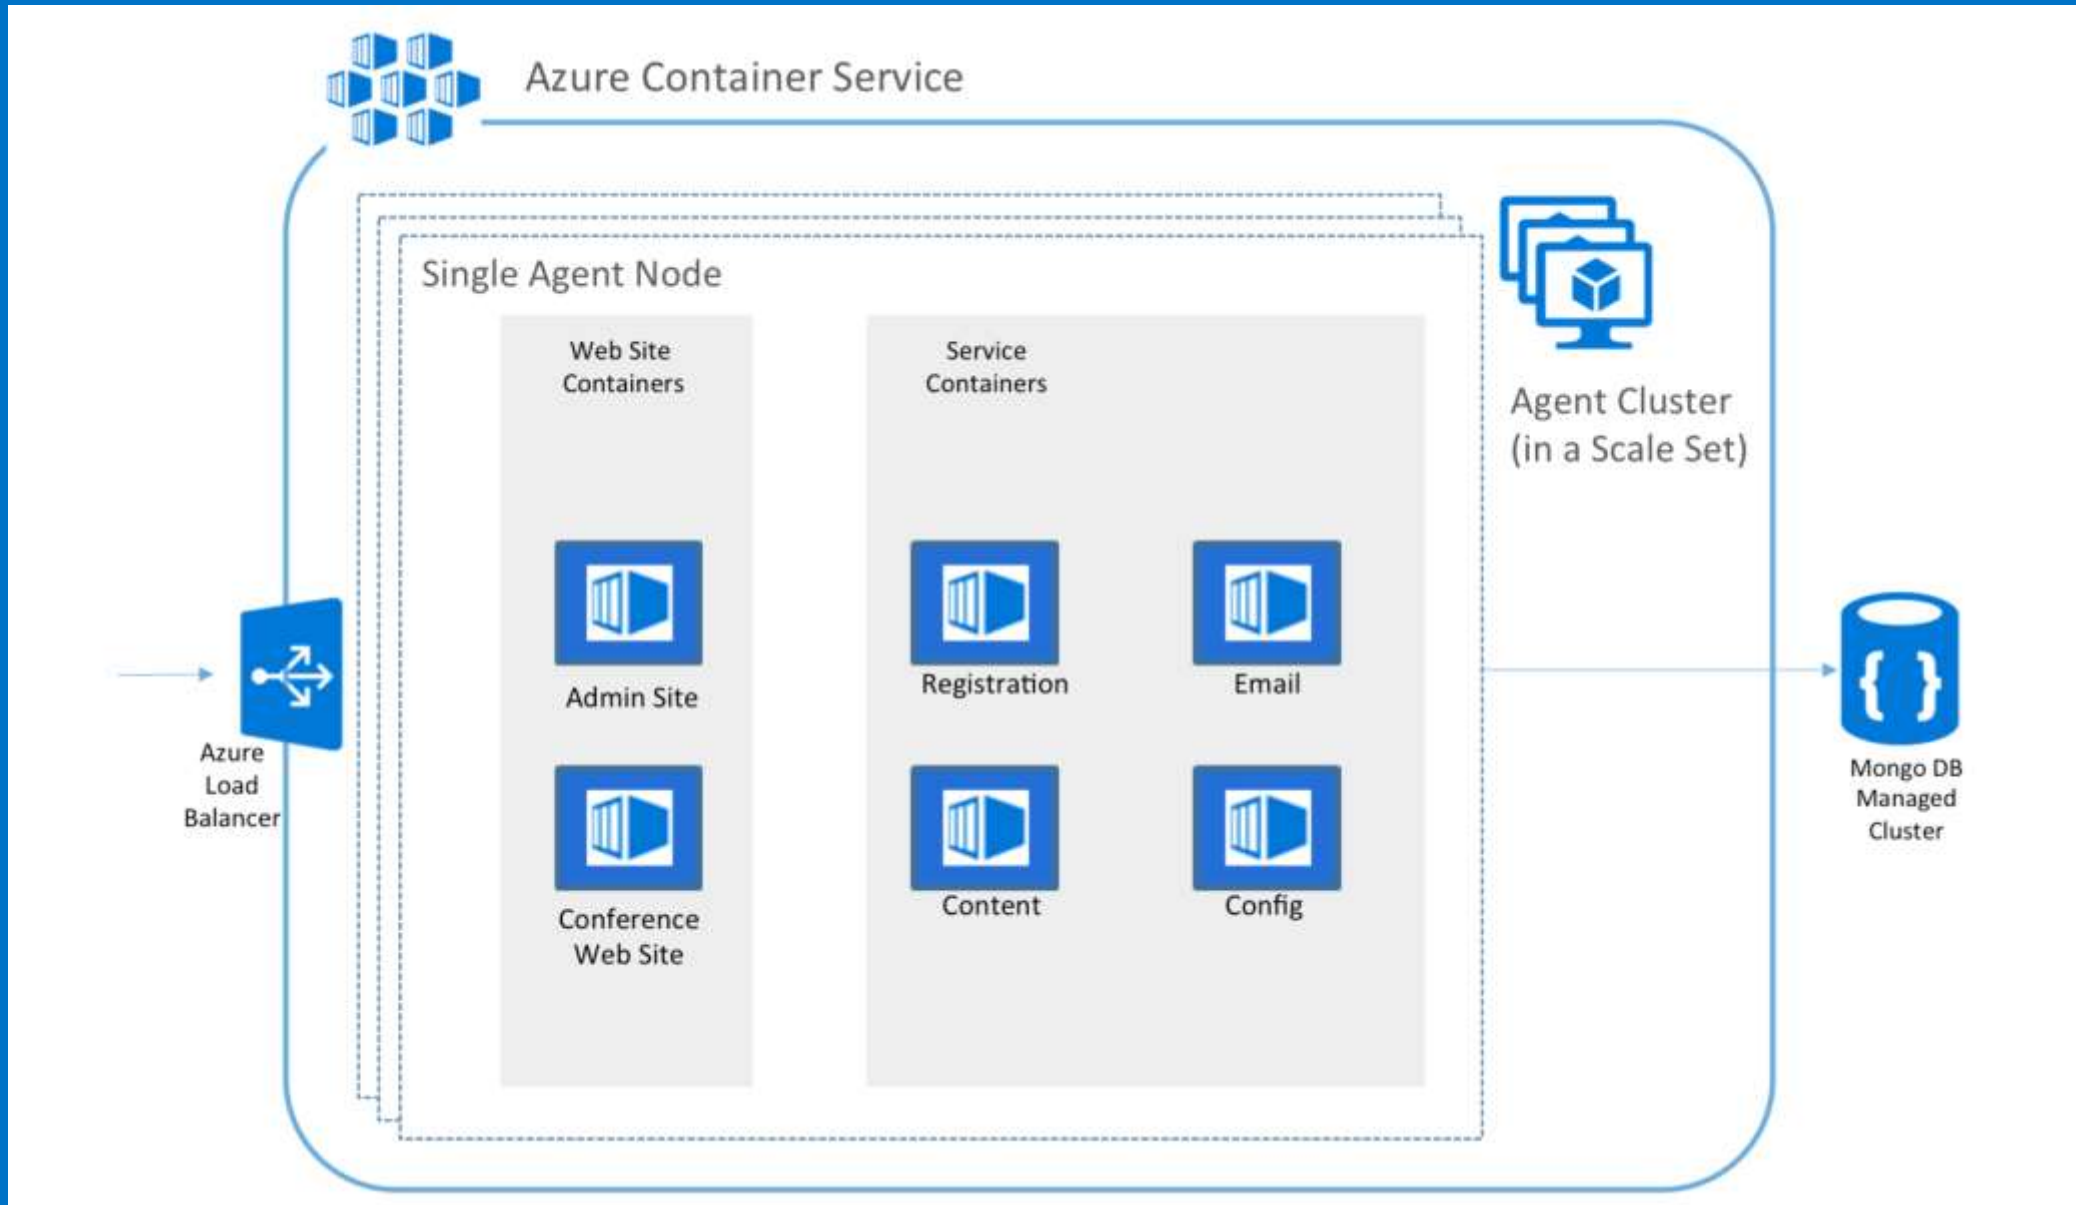 Azure Container Service
Single Agent Node
Web Site
Containers
Service
Containers
Agent Cluster
(in a Scale Set)
Admin Site
Registration
Email
Azure
Load
Balancer
Mongo DB
Managed
Cluster
Conference
Web Site
Content
Config